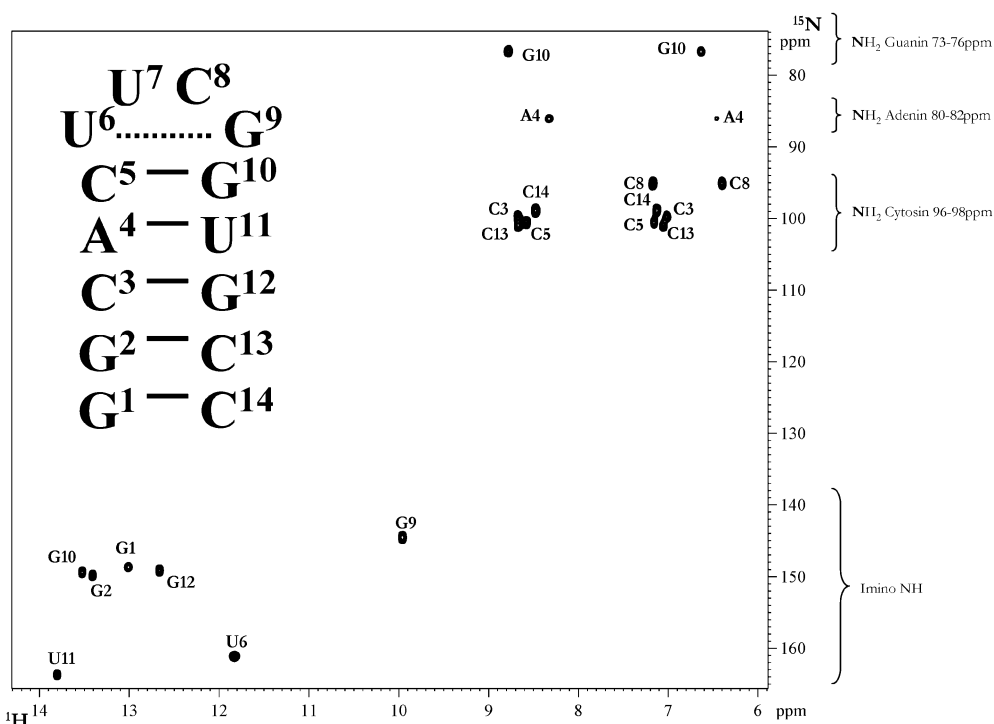 ¹⁵N
ppm
NH₂ Guanin 73-76ppm
G10 G10
80
U⁷ C⁸
NH₂ Adenin 80-82ppm
A4 A4
U⁶ G⁹
90
C⁵ G¹⁰
C8 C8
C14 C14
C3 C3
NH₂ Cytosin 96-98ppm
100
C13 C5 C5 C13
A⁴ U¹¹
110
C³ G¹²
120
G² C¹³
G¹ C¹⁴
130
140
G9
G1
G10
150
G2 G12
Imino NH
U6
U11
160
¹H
14 13 12 11 10 9 8 7 ppm 6